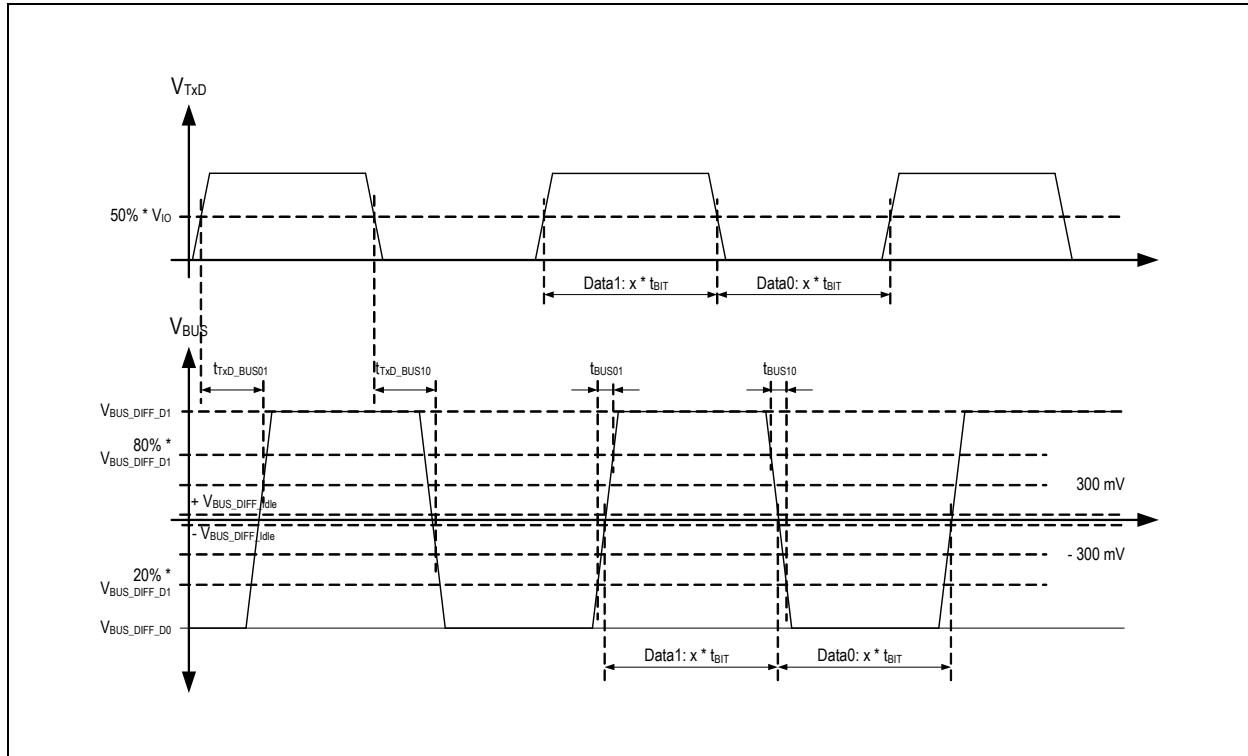 VTxD
50% * VIO
Data1: x * tBIT Data0: x * tBIT
VBUS
tTxD_BUS01 tTxD_BUS10 tBUS01 tBUS10
VBUS_DIFF_D1
80% *
VBUS_DIFF_D1
300 mV
+ VBUS_DIFF_Idle
- VBUS_DIFF_Idle
- 300 mV
20% *
VBUS_DIFF_D1
VBUS_DIFF_D0
Data1: x * tBIT Data0: x * tBIT